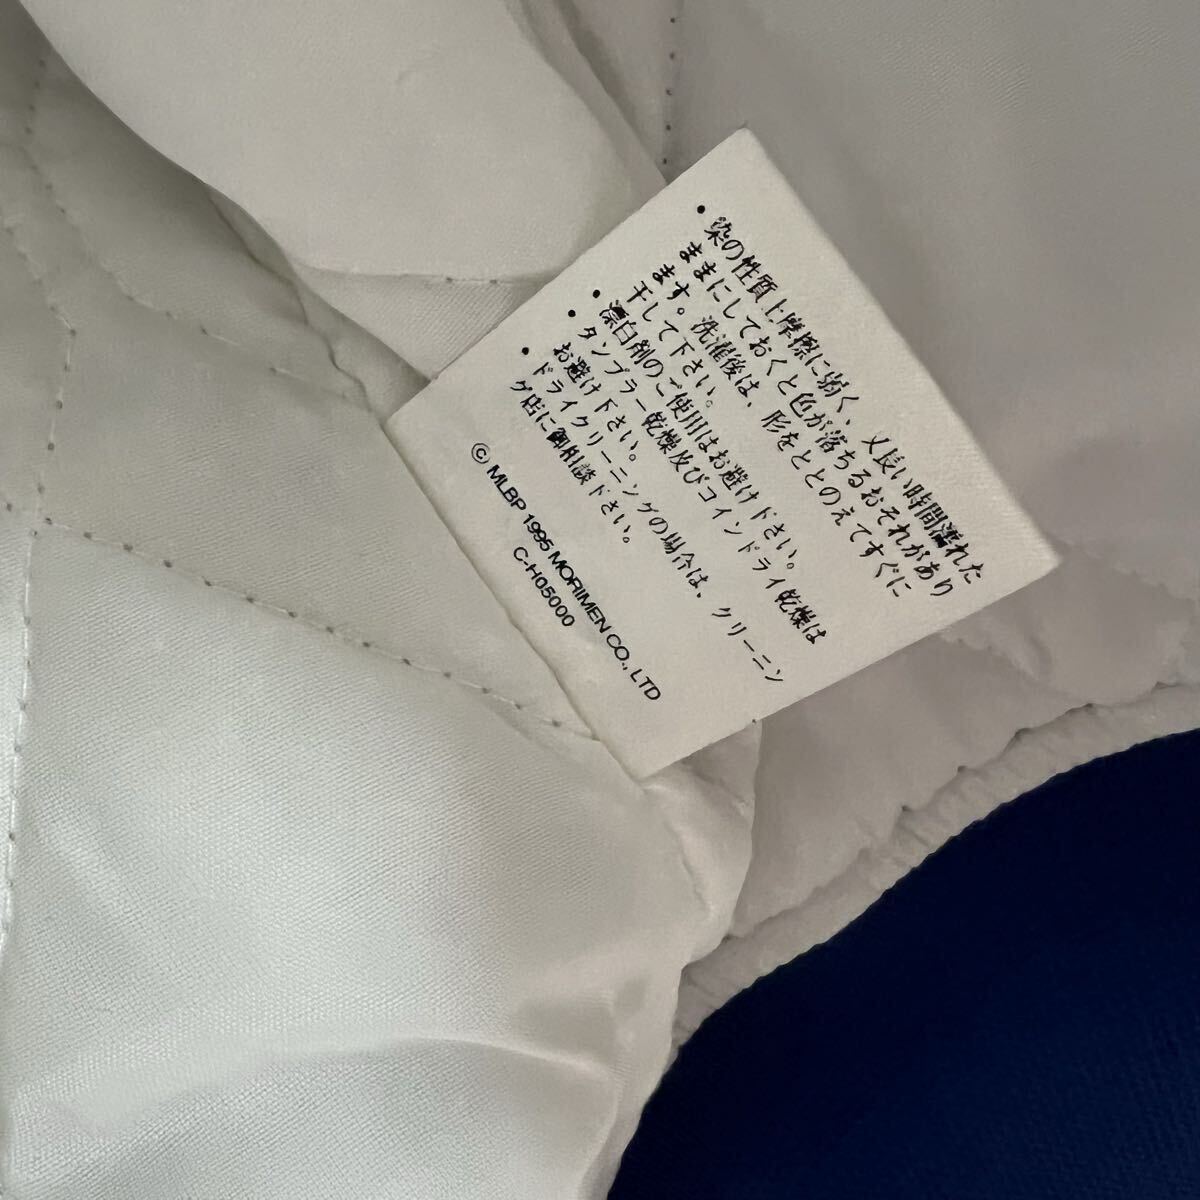 ・染の性質上摩擦に弱く、又長い時間濡れた
ままにしておくと色が落ちるおそれがあり
ます。洗濯後は、形をととのえてすぐに
干して下さい。
・漂白剤のご使用はお避け下さい。
・タンブラー乾燥及びコインドライ乾燥は
お避け下さい。
・ドライクリーニングの場合は、クリーニン
グ店に御相談下さい。
© MLBP 1995 MORIMEN CO., LTD
C-H05000